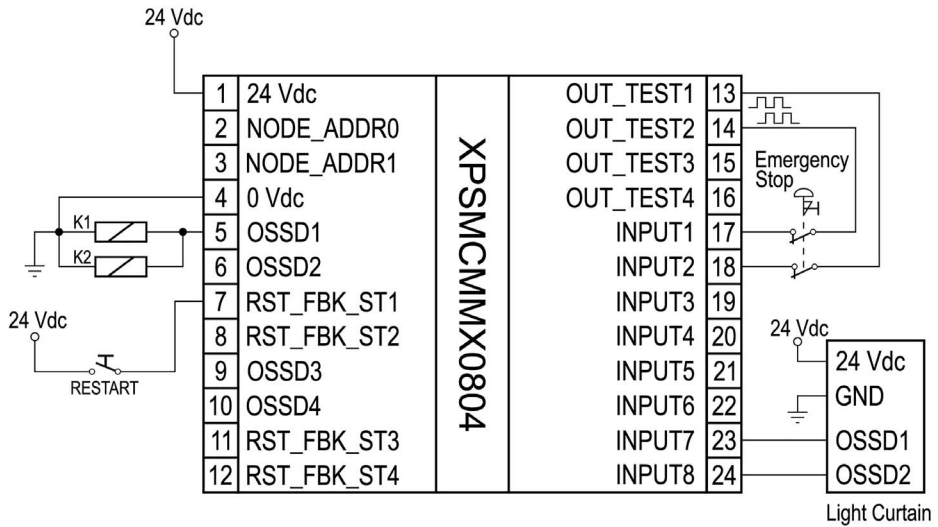 24 Vdc
1 24 Vdc
2 NODE_ADDR0
3 NODE_ADDR1
4 0 Vdc
5 OSSD1
6 OSSD2
7 RST_FBK_ST1
8 RST_FBK_ST2
9 OSSD3
10 OSSD4
11 RST_FBK_ST3
12 RST_FBK_ST4
K1
K2
24 Vdc
RESTART
XPSMCMMX0804
OUT_TEST1 13
OUT_TEST2 14
OUT_TEST3 15
OUT_TEST4 16
INPUT1 17
INPUT2 18
INPUT3 19
INPUT4 20
INPUT5 21
INPUT6 22
INPUT7 23
INPUT8 24
Emergency
Stop
24 Vdc
24 Vdc
GND
OSSD1
OSSD2
Light Curtain